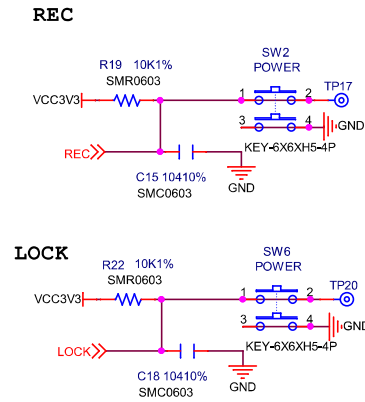 REC
SW2
POWER
R19 10K1%
SMR0603
TP17
1 2
VCC3V3
3 4
GND
REC
KEY-6X6XH5-4P
C15 10410%
SMC0603
GND
LOCK
SW6
POWER
R22 10K1%
SMR0603
TP20
1 2
VCC3V3
3 4
GND
LOCK
KEY-6X6XH5-4P
C18 10410%
SMC0603
GND